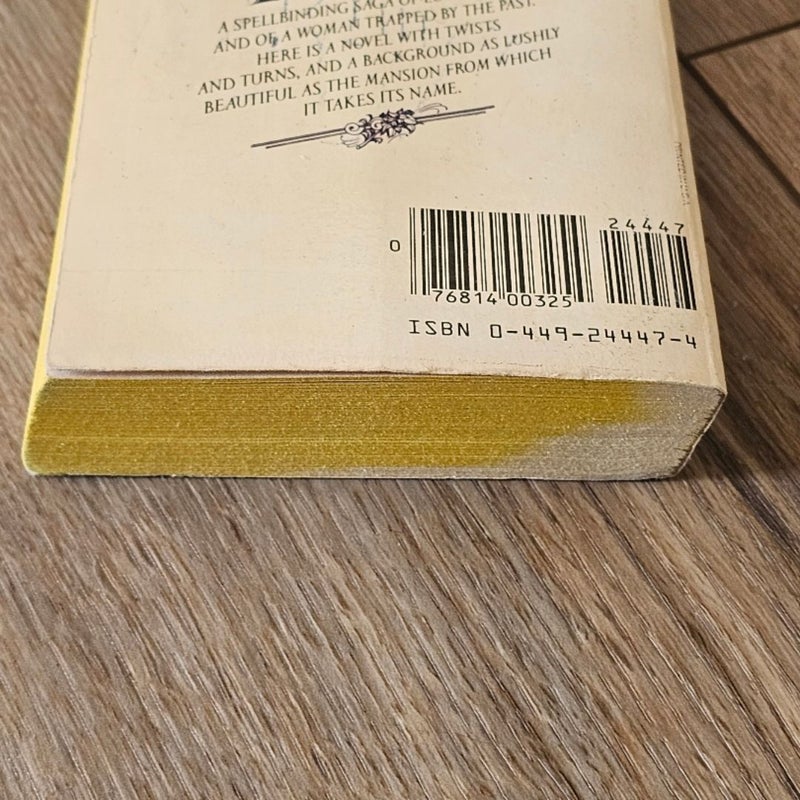 A SPELLBINDING SAGA OF
AND OF A WOMAN TRAPPED BY THE PAST.
HERE IS A NOVEL WITH TWISTS
AND TURNS, AND A BACKGROUND AS LUSHLY
BEAUTIFUL AS THE MANSION FROM WHICH
IT TAKES ITS NAME.
24447
0
76814 00325
ISBN 0-449-24447-4